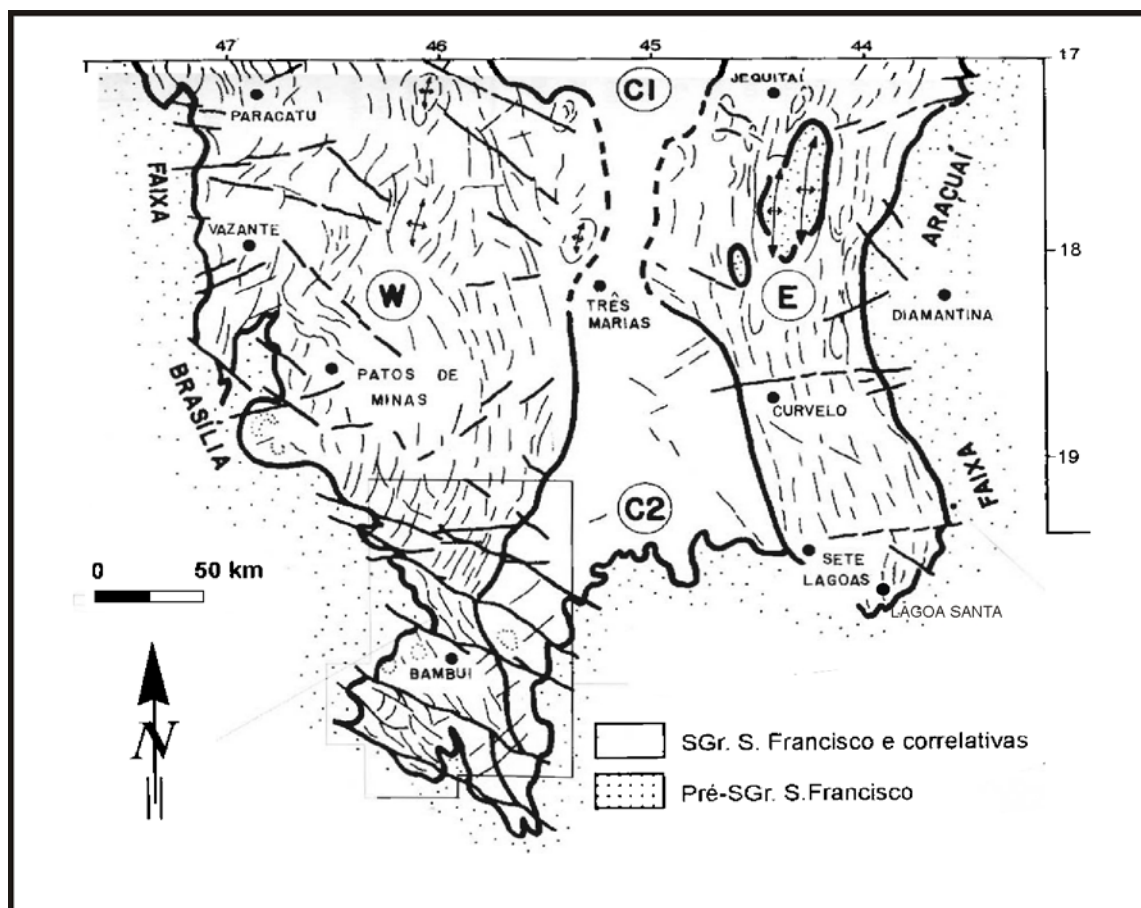 47 46 45 44
17
C1
JEQUITAÍ
PARACATU
FAIXA
ARAÇUAÍ
VAZANTE
18
W
E
TRÊS
MARIAS
DIAMANTINA
BRASÍLIA
PATOS DE
MINAS
CURVELO
19
FAIXA
C2
SETE
LAGOAS
0 50 km
LAGOA SANTA
BAMBUÍ
N
SGr. S. Francisco e correlativas
Pré-SGr. S.Francisco